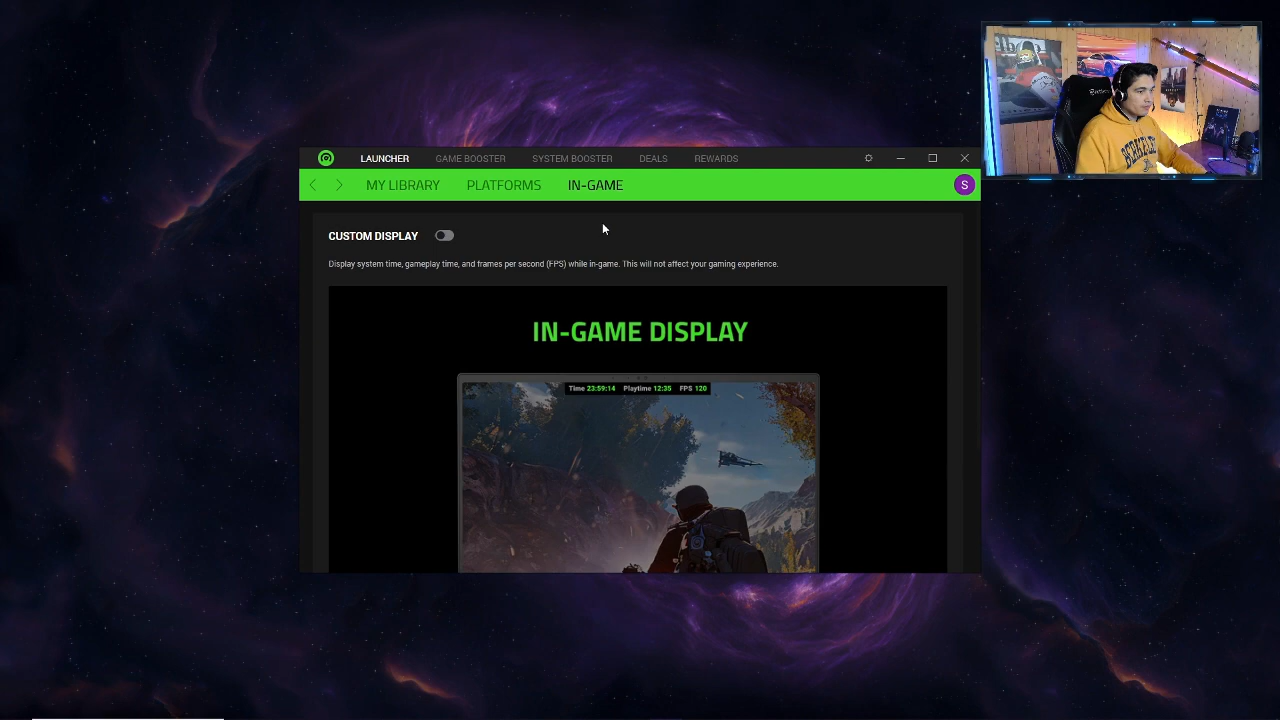 LAUNCHER GAME BOOSTER SYSTEM BOOSTER DEALS REWARDS
MY LIBRARY PLATFORMS IN-GAME S
CUSTOM DISPLAY
Display system time, gameplay time, and frames per second (FPS) while in-game. This will not affect your gaming experience.
IN-GAME DISPLAY
Time 23:59:14 Playtime 12:35 FPS 120
BERKELEY